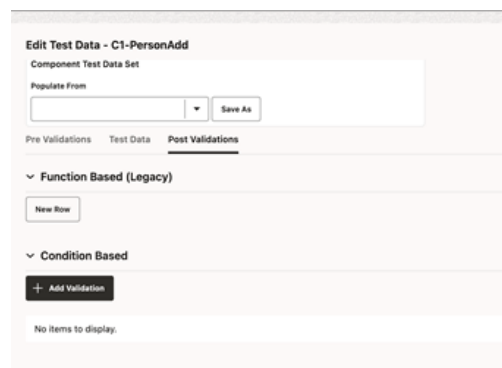 Edit Test Data - C1-PersonAdd
Component Test Data Set
Populate From
Save As
Pre Validations Test Data Post Validations
Function Based (Legacy)
New Row
Condition Based
+ Add Validation
No items to display.